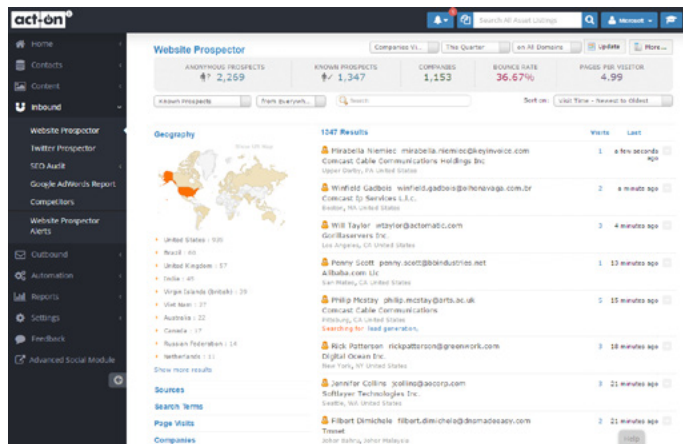 act-on
Search All Asset Listings
Microsoft
Home
Contacts
Content
Inbound
Website Prospector
Twitter Prospector
SEO Audit
Google AdWords Report
Competitors
Website Prospector
Alerts
Outbound
Automation
Reports
Settings
Feedback
Advanced Social Module
Website Prospector
Companies Vi...
This Quarter
on All Domains
Update
More...
ANONYMOUS PROSPECTS
2,269
KNOWN PROSPECTS
1,347
COMPANIES
1,153
BOUNCE RATE
36.67%
PAGES PER VISITOR
4.99
Known Prospects
From Everywh...
Search
Sort on:
Visit Time - Newest to Oldest
Geography
Show US Map
United States :
Brazil :
United Kingdom : 57
India : 45
Virgin Islands (British) : 39
Viet Nam : 27
Australia : 22
Canada : 17
Russian Federation : 14
Netherlands : 11
Show more results
Sources
Search Terms
Page Visits
Companies
1347 Results
Visits
Last
Mirabella Niemiec mirabella.niemiec@keyinvoice.com
1
a few seconds
ago
Comcast Cable Communications Holdings Inc
Upper Darby, PA United States
Winfield Gadbois winfield.gadbois@olhonavaga.com.br
2
a minute ago
Comcast Ip Services L.l.c.
Boston, MA United States
Will Taylor
3
4 minutes ago
Gorillaservers Inc.
Los Angeles, CA United States
Penny Scott penny.scott@bbindustries.net
1
13 minutes ago
Alibaba.com Llc
San Mateo, CA United States
Philip Mcstay philip.mcstay@arts.ac.uk
5
15 minutes ago
Comcast Cable Communications
Pittsburg, CA United States
Searching for lead generation,
Rick Patterson rickpatterson@greenwork.com
3
18 minutes ago
Digital Ocean Inc.
New York, NY United States
Jennifer Collins jcollins@aecorp.com
3
21 minutes ago
Softlayer Technologies Inc.
Seattle, WA United States
Filbert Dimichele filbert.dimichele@dnsmadeeasy.com
2
21 minutes ago
Tmnet
Johor Bahru, Johor Malaysia
Help